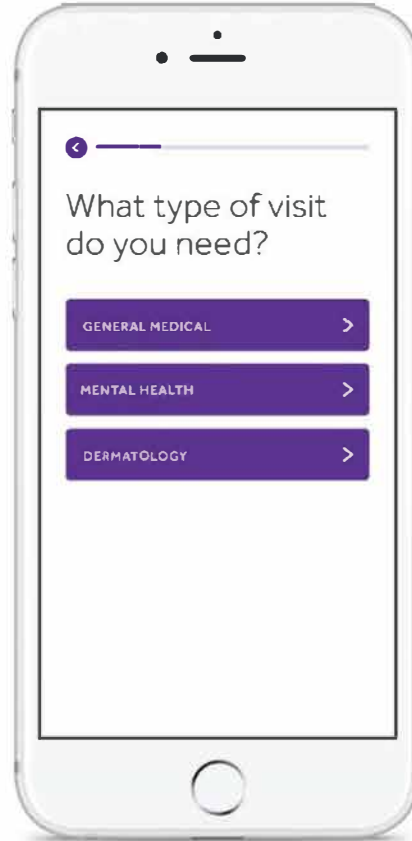 What type of visit
do you need?
GENERAL MEDICAL
MENTAL HEALTH
DERMATOLOGY